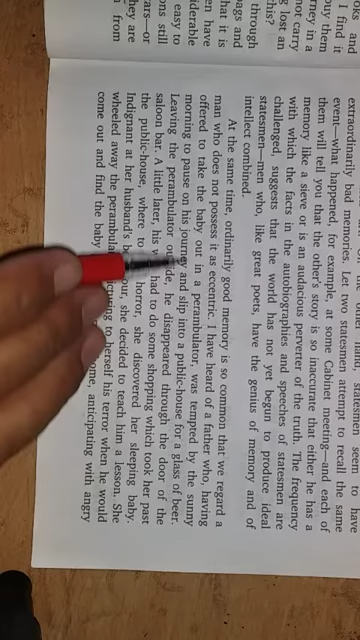 oks and
I find it
buy them
rney in a
not carry
g lost an
this?
through
bags and
hat it is
en have
iderable
easy to
ons still
ars—or
hey are
from
statesmen seem to have
extraordinarily bad memories. Let two statesmen attempt to recall the same
event—what happened, for example, at some Cabinet meeting—and each of
them will tell you that the other's story is so inaccurate that either he has a
memory like a sieve or is an audacious perverter of the truth. The frequency
with which the facts in the autobiographies and speeches of statesmen are
challenged, suggests that the world has not yet begun to produce ideal
statesmen—men who, like great poets, have the genius of memory and of
intellect combined.
At the same time, ordinarily good memory is so common that we regard a
man who does not possess it as eccentric. I have heard of a father who, having
offered to take the baby out in a perambulator, was tempted by the sunny
morning to pause on his journey and slip into a public-house for a glass of beer.
Leaving the perambulator he disappeared through the door of the
saloon bar. A little later, his had to do some shopping which took her past
the public-house, where to horror, she discovered her sleeping baby.
Indignant at her husband's she decided to teach him a lesson. She
wheeled away the to herself his terror when he would
come out and find the baby anticipating with angry